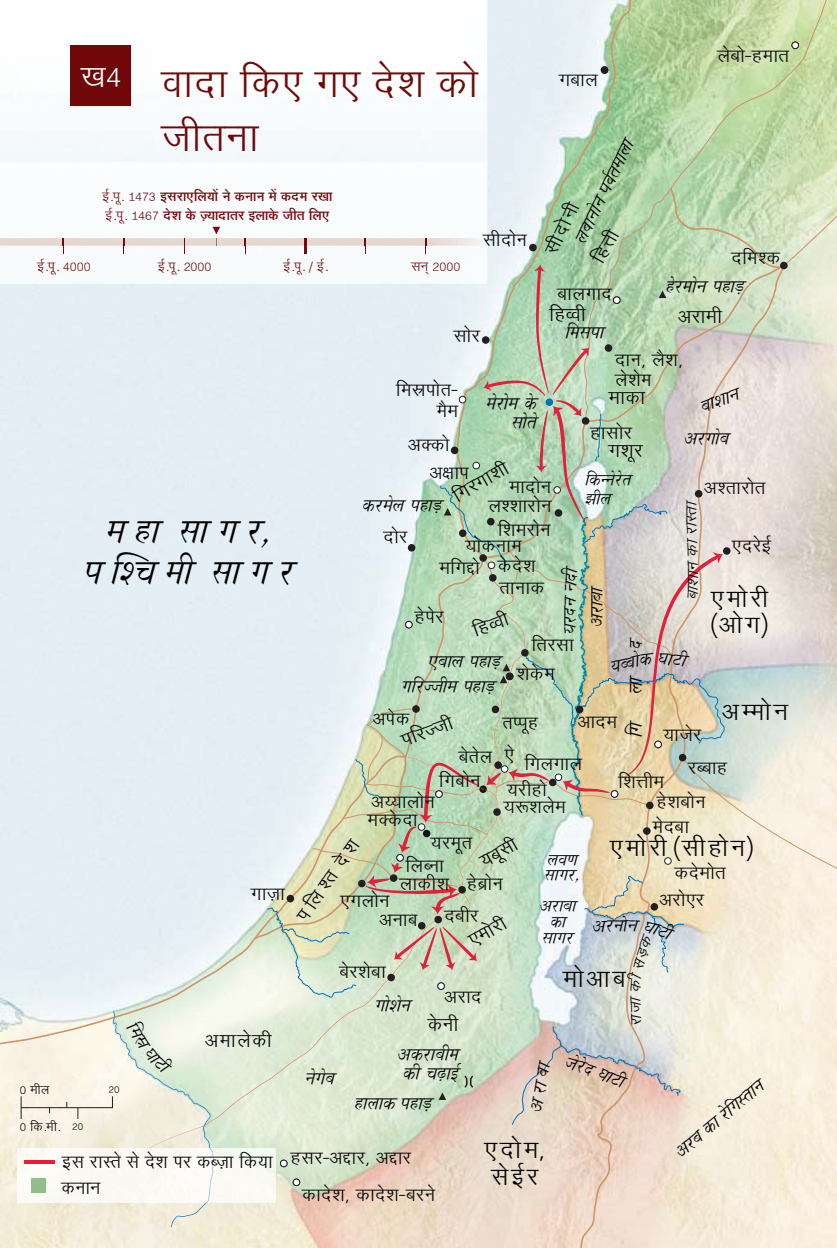 ख4
वादा किए गए देश को
जीतना
ई.पू. 1473 इसराएलियों ने कनान में कदम रखा
ई.पू. 1467 देश के ज़्यादातर इलाके जीत लिए
ई.पू. 4000
ई.पू. 2000
ई.पू. / ई.
सन् 2000
लेबो-हमात
गबाल
लबानोन पर्वतमाला
सीदोनी
हित्ती
सीदोन
दमिश्क
बालगाद
हेरमोन पहाड़
हिव्वी
मिसपा
अरामी
सोर
दान, लैश,
लेशेम
माका
मिस्रपोत-
मैम
मेरोम के
सोते
बाशान
हासोर
गशूर
अरगोब
अक्को
अक्षाप
गिरगाशी
मादोन
किन्नेरेत
झील
अश्तारोत
करमेल पहाड़
लश्शारोन
शिमरोन
दोर
योकनाम
मगिद्दो
केदेश
तानाक
यरदन नदी
अराबा
बाशान का रास्ता
एदरेई
महा सागर,
पश्चिमी सागर
एमोरी
(ओग)
हेपेर
हिव्वी
तिरसा
एबाल पहाड़
शेकेम
गरिज्जीम पहाड़
यब्बोक घाटी
गिलाद
अपेक
परिज्जी
तप्पूह
आदम
अम्मोन
याजेर
बेतेल
ऐ
गिलगाल
रब्बाह
गिबोन
यरीहो
शित्तीम
अय्यालोन
यरूशलेम
हेशबोन
मक्केदा
यरमूत
यबूसी
मेदबा
एमोरी (सीहोन)
लिब्ना
कदेमोत
लवण
सागर,
अराबा
का
सागर
पलिश्त देश
लाकीश
हेब्रोन
एगलोन
गाज़ा
अरोएर
अनाब
दबीर
एमोरी
अरनोन घाटी
बेरशेबा
मोआब
राजा की सड़क
गोशेन
अराद
केनी
मिस्र घाटी
अमालेकी
अकराबीम
की चढ़ाई
नेगेब
जेरेद घाटी
अराबा
हालाक पहाड़
अरब का रेगिस्तान
0 मील 20
0 कि.मी. 20
एदोम,
सेईर
इस रास्ते से देश पर कब्ज़ा किया
हसर-अद्दार, अद्दार
कनान
कादेश, कादेश-बरने